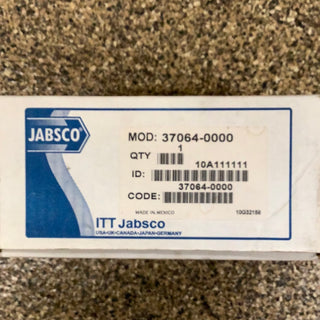 JABSCO
MOD: 37064-0000
QTY 1
10A111111
ID:
37064-0000
CODE:
MADE IN MEXICO
10G32158
ITT Jabsco
USA-UK-CANADA-JAPAN-GERMANY